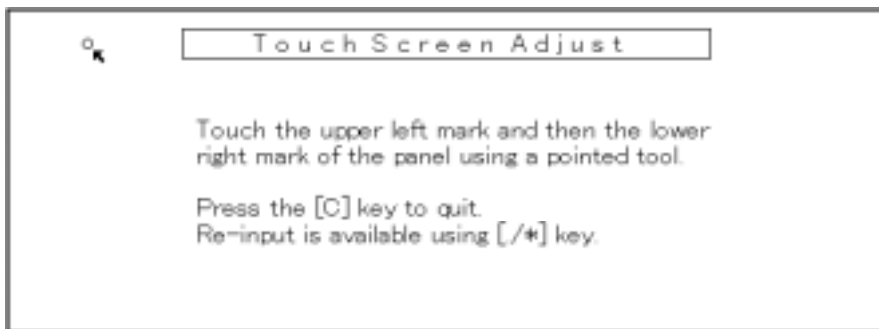 Touch Screen Adjust
Touch the upper left mark and then the lower
right mark of the panel using a pointed tool.
Press the [C] key to quit.
Re-input is available using [./*] key.